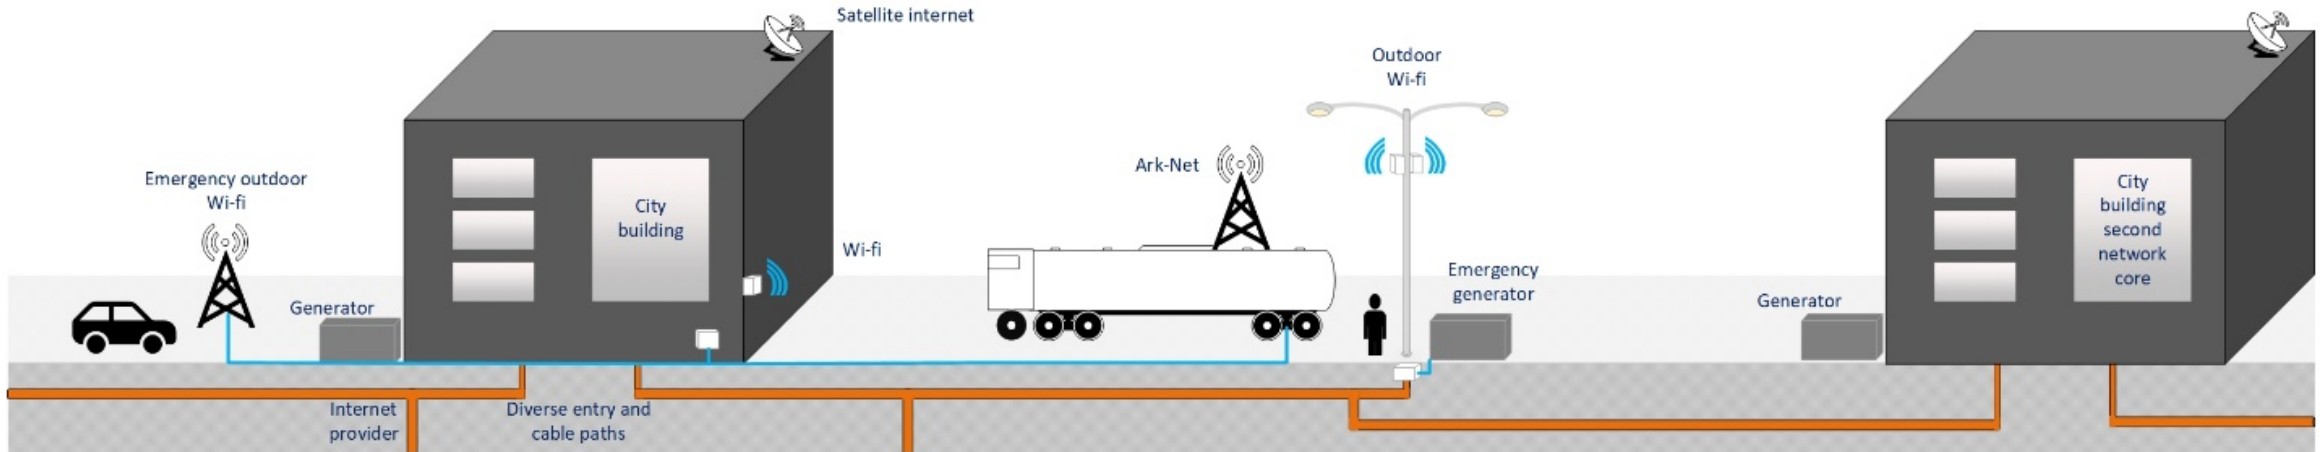 Satellite internet
Outdoor
Wi-fi
Ark-Net
Emergency outdoor
Wi-fi
City
building
City
building
second
network
core
Wi-fi
Emergency
generator
Generator
Generator
Internet
provider
Diverse entry and
cable paths